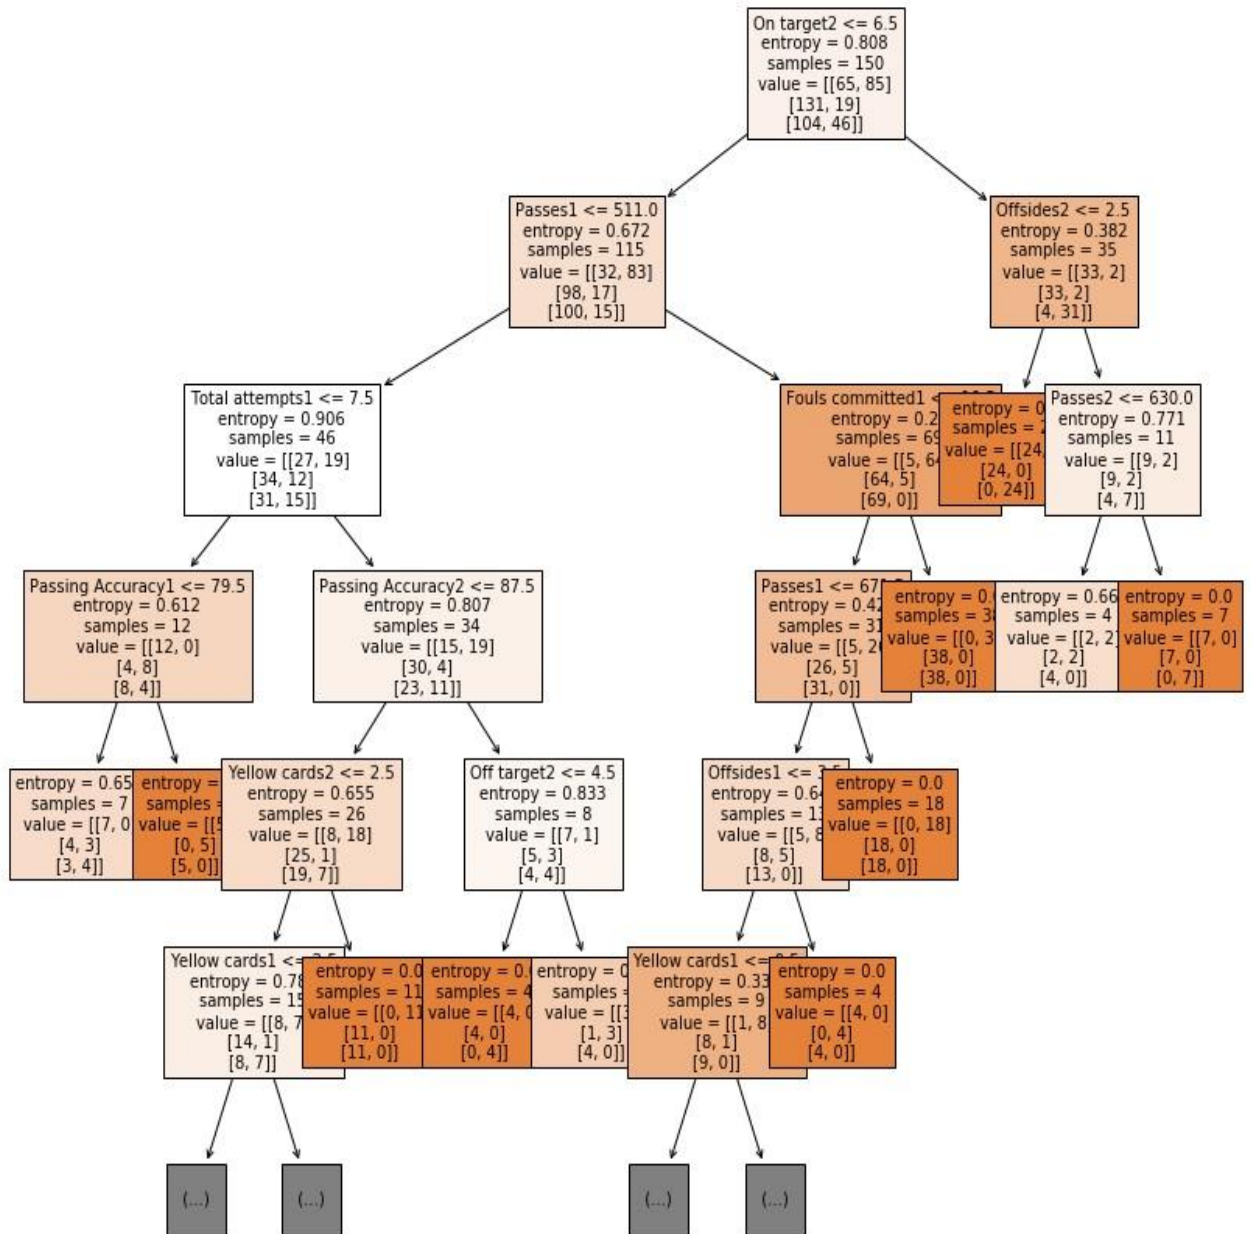 On target2 <= 6.5
entropy = 0.808
samples = 150
value = [[65, 85]
[131, 19]
[104, 46]]
Passes1 <= 511.0
entropy = 0.672
samples = 115
value = [[32, 83]
[98, 17]
[100, 15]]
Offsides2 <= 2.5
entropy = 0.382
samples = 35
value = [[33, 2]
[33, 2]
[4, 31]]
Total attempts1 <= 7.5
entropy = 0.906
samples = 46
value = [[27, 19]
[34, 12]
[31, 15]]
Fouls committed1 <
entropy = 0.2
samples = 69
value = [[5, 64
[64, 5]
[69, 0]]
entropy = 0
samples =
value = [[24,
[24, 0]
[0, 24]]
Passes2 <= 630.0
entropy = 0.771
samples = 11
value = [[9, 2]
[9, 2]
[4, 7]]
Passing Accuracy1 <= 79.5
entropy = 0.612
samples = 12
value = [[12, 0]
[4, 8]
[8, 4]]
Passing Accuracy2 <= 87.5
entropy = 0.807
samples = 34
value = [[15, 19]
[30, 4]
[23, 11]]
Passes1 <=
entropy = 0.42
samples = 31
value = [[5, 26
[26, 5]
[31, 0]]
entropy = 0.0
samples = 38
value = [[0, 3
[38, 0]
[38, 0]]
entropy = 0.66
samples = 4
value = [[2, 2]
[2, 2]
[4, 0]]
entropy = 0.0
samples = 7
value = [[7, 0]
[7, 0]
[0, 7]]
entropy = 0.65
samples = 7
value = [[7, 0
[4, 3]
[3, 4]]
entropy =
samples =
value = [[5
[0, 5]
[5, 0]]
Yellow cards2 <= 2.5
entropy = 0.655
samples = 26
value = [[8, 18]
[25, 1]
[19, 7]]
Off target2 <= 4.5
entropy = 0.833
samples = 8
value = [[7, 1]
[5, 3]
[4, 4]]
Offsides1 <=
entropy = 0.64
samples = 13
value = [[5, 8
[8, 5]
[13, 0]]
entropy = 0.0
samples = 18
value = [[0, 18]
[18, 0]
[18, 0]]
Yellow cards1 <=
entropy = 0.78
samples = 15
value = [[8, 7
[14, 1]
[8, 7]]
entropy = 0.0
samples = 11
value = [[0, 11
[11, 0]
[11, 0]]
entropy = 0.
samples = 4
value = [[4, 0
[4, 0]
[0, 4]]
entropy = 0
samples =
value = [[3
[1, 3]
[4, 0]]
Yellow cards1 <=
entropy = 0.33
samples = 9
value = [[1, 8
[8, 1]
[9, 0]]
entropy = 0.0
samples = 4
value = [[4, 0]
[0, 4]
[4, 0]]
(...)
(...)
(...)
(...)